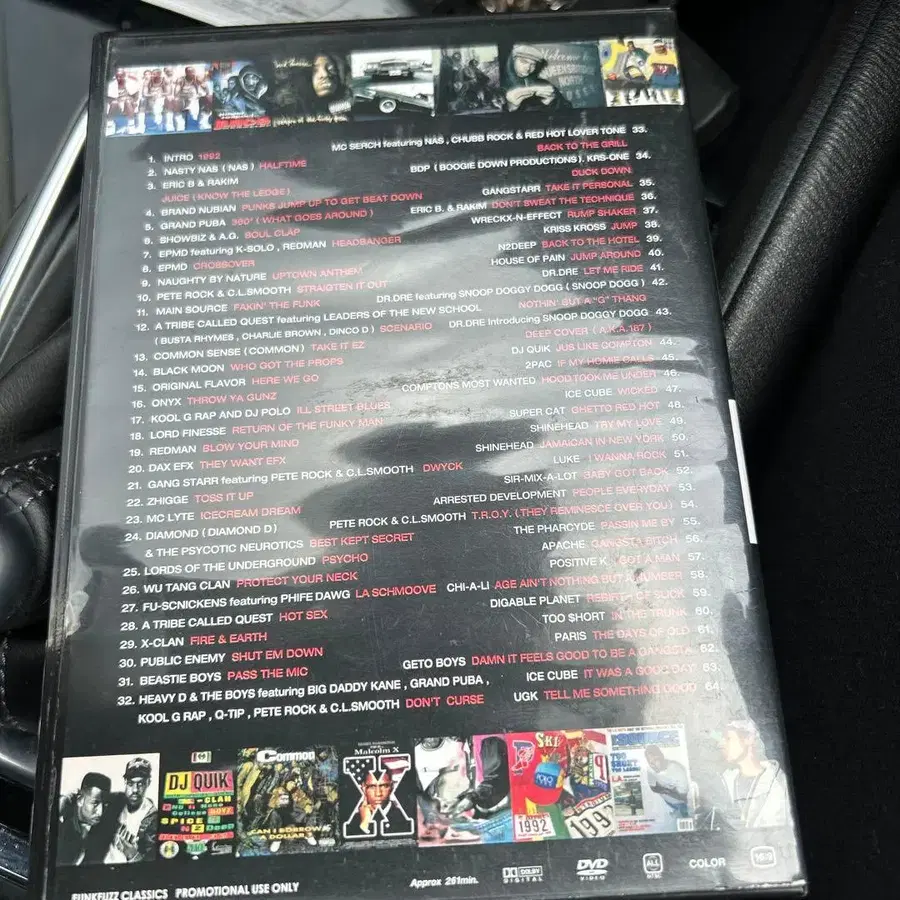 1. INTRO 1992
2. NASTY NAS ( NAS ) HALFTIME
3. ERIC B & RAKIM
JUICE ( KNOW THE LEDGE )
4. BRAND NUBIAN PUNKS JUMP UP TO GET BEAT DOWN
5. GRAND PUBA 360° ( WHAT GOES AROUND )
6. SHOWBIZ & A.G. SOUL CLAP
7. EPMD featuring K-SOLO , REDMAN HEADBANGER
8. EPMD CROSSOVER
9. NAUGHTY BY NATURE UPTOWN ANTHEM
10. PETE ROCK & C.L.SMOOTH STRAIGTEN IT OUT
11. MAIN SOURCE FAKIN' THE FUNK
12. A TRIBE CALLED QUEST featuring LEADERS OF THE NEW SCHOOL
( BUSTA RHYMES , CHARLIE BROWN , DINCO D ) SCENARIO
13. COMMON SENSE ( COMMON ) TAKE IT EZ
14. BLACK MOON WHO GOT THE PROPS
15. ORIGINAL FLAVOR HERE WE GO
16. ONYX THROW YA GUNZ
17. KOOL G RAP AND DJ POLO ILL STREET BLUES
18. LORD FINESSE RETURN OF THE FUNKY MAN
19. REDMAN BLOW YOUR MIND
20. DAX EFX THEY WANT EFX
21. GANG STARR featuring PETE ROCK & C.L.SMOOTH DWYCK
22. ZHIGGE TOSS IT UP
23. MC LYTE ICECREAM DREAM
24. DIAMOND ( DIAMOND D )
& THE PSYCOTIC NEUROTICS BEST KEPT SECRET
25. LORDS OF THE UNDERGROUND PSYCHO
26. WU TANG CLAN PROTECT YOUR NECK
27. FU-SCNICKENS featuring PHIFE DAWG LA SCHMOOVE
28. A TRIBE CALLED QUEST HOT SEX
29. X-CLAN FIRE & EARTH
30. PUBLIC ENEMY SHUT EM DOWN
31. BEASTIE BOYS PASS THE MIC
32. HEAVY D & THE BOYS featuring BIG DADDY KANE , GRAND PUBA ,
KOOL G RAP , Q-TIP , PETE ROCK & C.L.SMOOTH DON'T CURSE
MC SERCH featuring NAS , CHUBB ROCK & RED HOT LOVER TONE 33.
BACK TO THE GRILL
BDP ( BOOGIE DOWN PRODUCTIONS ), KRS-ONE 34.
DUCK DOWN
GANGSTARR TAKE IT PERSONAL 35.
ERIC B. & RAKIM DON'T SWEAT THE TECHNIQUE 36.
WRECKX-N-EFFECT RUMP SHAKER 37.
KRISS KROSS JUMP 38.
N2DEEP BACK TO THE HOTEL 39.
HOUSE OF PAIN JUMP AROUND 40.
DR.DRE LET ME RIDE 41.
DR.DRE featuring SNOOP DOGGY DOGG ( SNOOP DOGG ) 42.
NOTHIN' BUT A "G" THANG
DR.DRE Introducing SNOOP DOGGY DOGG 43.
DEEP COVER ( A.K.A.187 )
DJ QUIK JUS LIKE COMPTON 44.
2PAC IF MY HOMIE CALLS 45.
COMPTONS MOST WANTED HOOD TOOK ME UNDER 46.
ICE CUBE WICKED 47.
SUPER CAT GHETTO RED HOT 48.
SHINEHEAD TRY MY LOVE 49.
SHINEHEAD JAMAICAN IN NEW YORK 50.
LUKE I WANNA ROCK 51.
SIR-MIX-A-LOT BABY GOT BACK 52.
ARRESTED DEVELOPMENT PEOPLE EVERYDAY 53.
PETE ROCK & C.L.SMOOTH T.R.O.Y. ( THEY REMINESCE OVER YOU ) 54.
THE PHARCYDE PASSIN ME BY 55.
APACHE GANGSTA BITCH 56.
POSITIVE K I GOT A MAN 57.
CHI-A-LI AGE AIN'T NOTHING BUT A NUMBER 58.
DIGABLE PLANET REBIRTH OF SLICK 59.
TOO $HORT IN THE TRUNK 60.
PARIS THE DAYS OF OLD 61.
GETO BOYS DAMN IT FEELS GOOD TO BE A GANGSTA 62.
ICE CUBE IT WAS A GOOD DAY 63.
UGK TELL ME SOMETHING GOOD 64.
DJ QUIK
SPICE
Common
CAN I BORROW A DOLLAR?
Malcolm X
X
SKI
1992
FUNKFUZZ CLASSICS PROMOTIONAL USE ONLY
Approx 261min.
DOLBY DIGITAL
DVD VIDEO
ALL
NTSC
COLOR